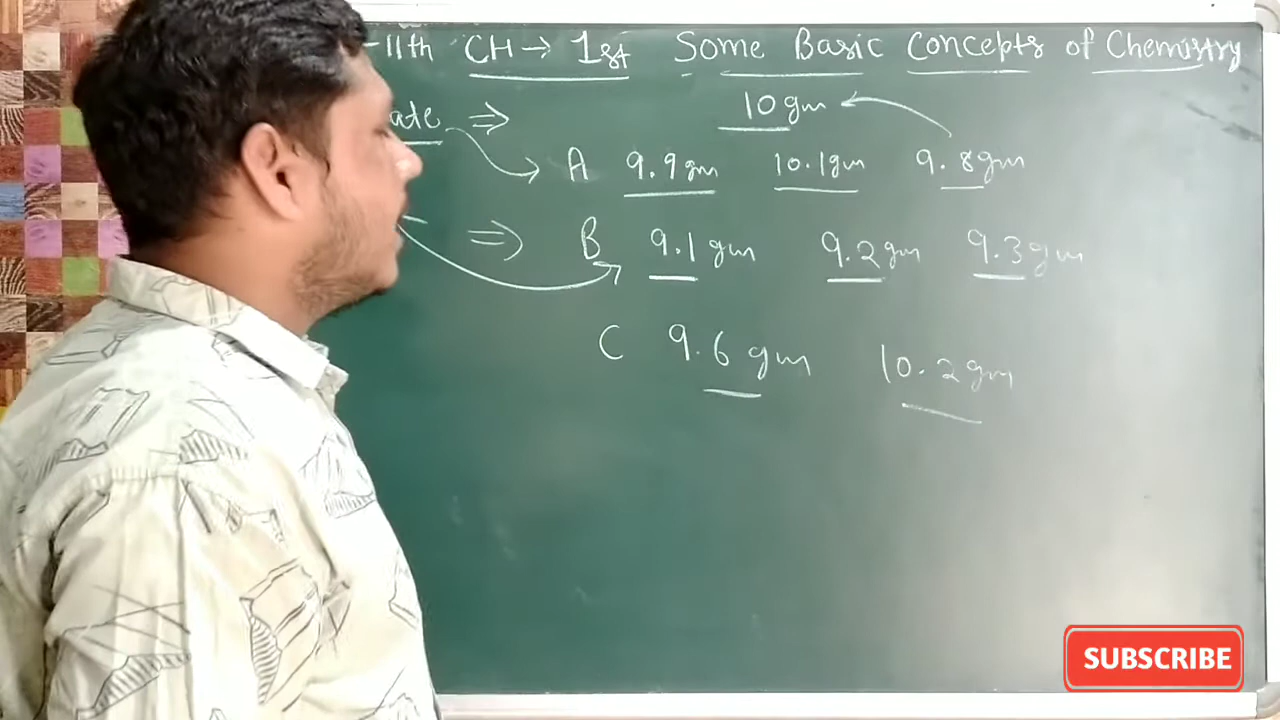 -11th CH → 1st Some Basic Concepts of Chemistry
ate ⇒ 10 gm
A 9.9 gm 10.1 gm 9.8 gm
⇒ B 9.1 gm 9.2 gm 9.3 gm
C 9.6 gm 10.2 gm
SUBSCRIBE